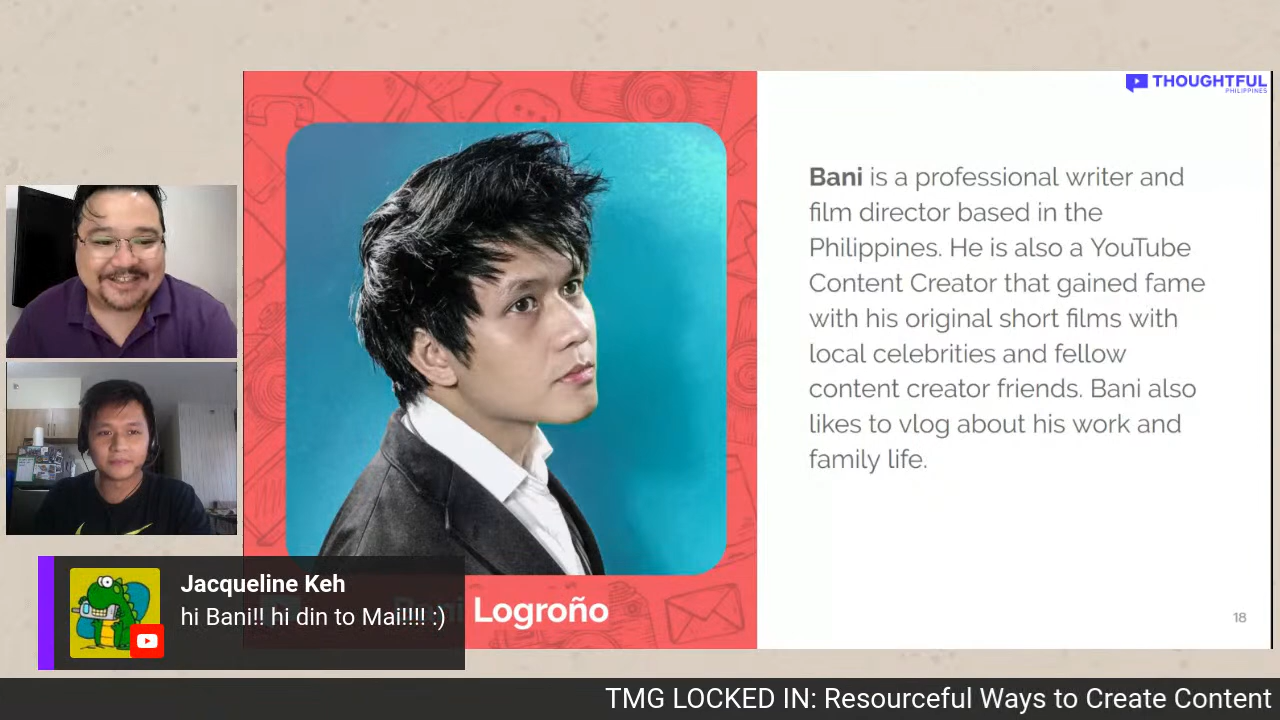 THOUGHTFUL
PHILIPPINES
Bani is a professional writer and
film director based in the
Philippines. He is also a YouTube
Content Creator that gained fame
with his original short films with
local celebrities and fellow
content creator friends. Bani also
likes to vlog about his work and
family life.
Bani Logroño
18
Jacqueline Keh
hi Bani!! hi din to Mai!!!! :)
TMG LOCKED IN: Resourceful Ways to Create Content